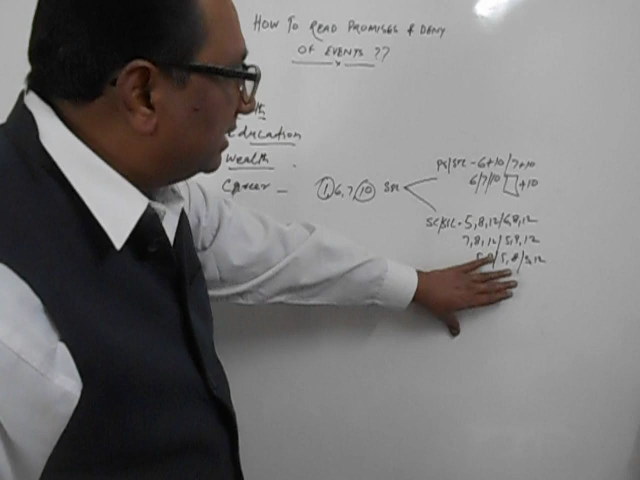 HOW TO READ PROMISES & DENY
OF EVENTS ??
Education
Wealth
Career - 1 6, 7, 10 SSL
PS/SSL - 6+10/7+10
6/7/10 +10
SC/SSL - 5,8,12/6,8,12
7,8,12/5,9,12